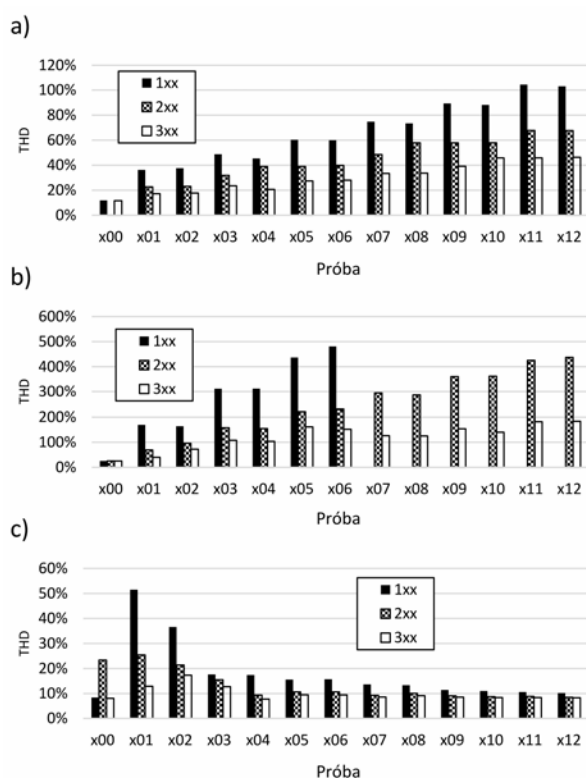 a)
120%
100%
80%
60%
40%
20%
0%
THD
1xx
2xx
3xx
x00 x01 x02 x03 x04 x05 x06 x07 x08 x09 x10 x11 x12
Próba
b)
600%
500%
400%
300%
200%
100%
0%
THD
1xx
2xx
3xx
x00 x01 x02 x03 x04 x05 x06 x07 x08 x09 x10 x11 x12
Próba
c)
60%
50%
40%
30%
20%
10%
0%
THD
1xx
2xx
3xx
x00 x01 x02 x03 x04 x05 x06 x07 x08 x09 x10 x11 x12
Próba